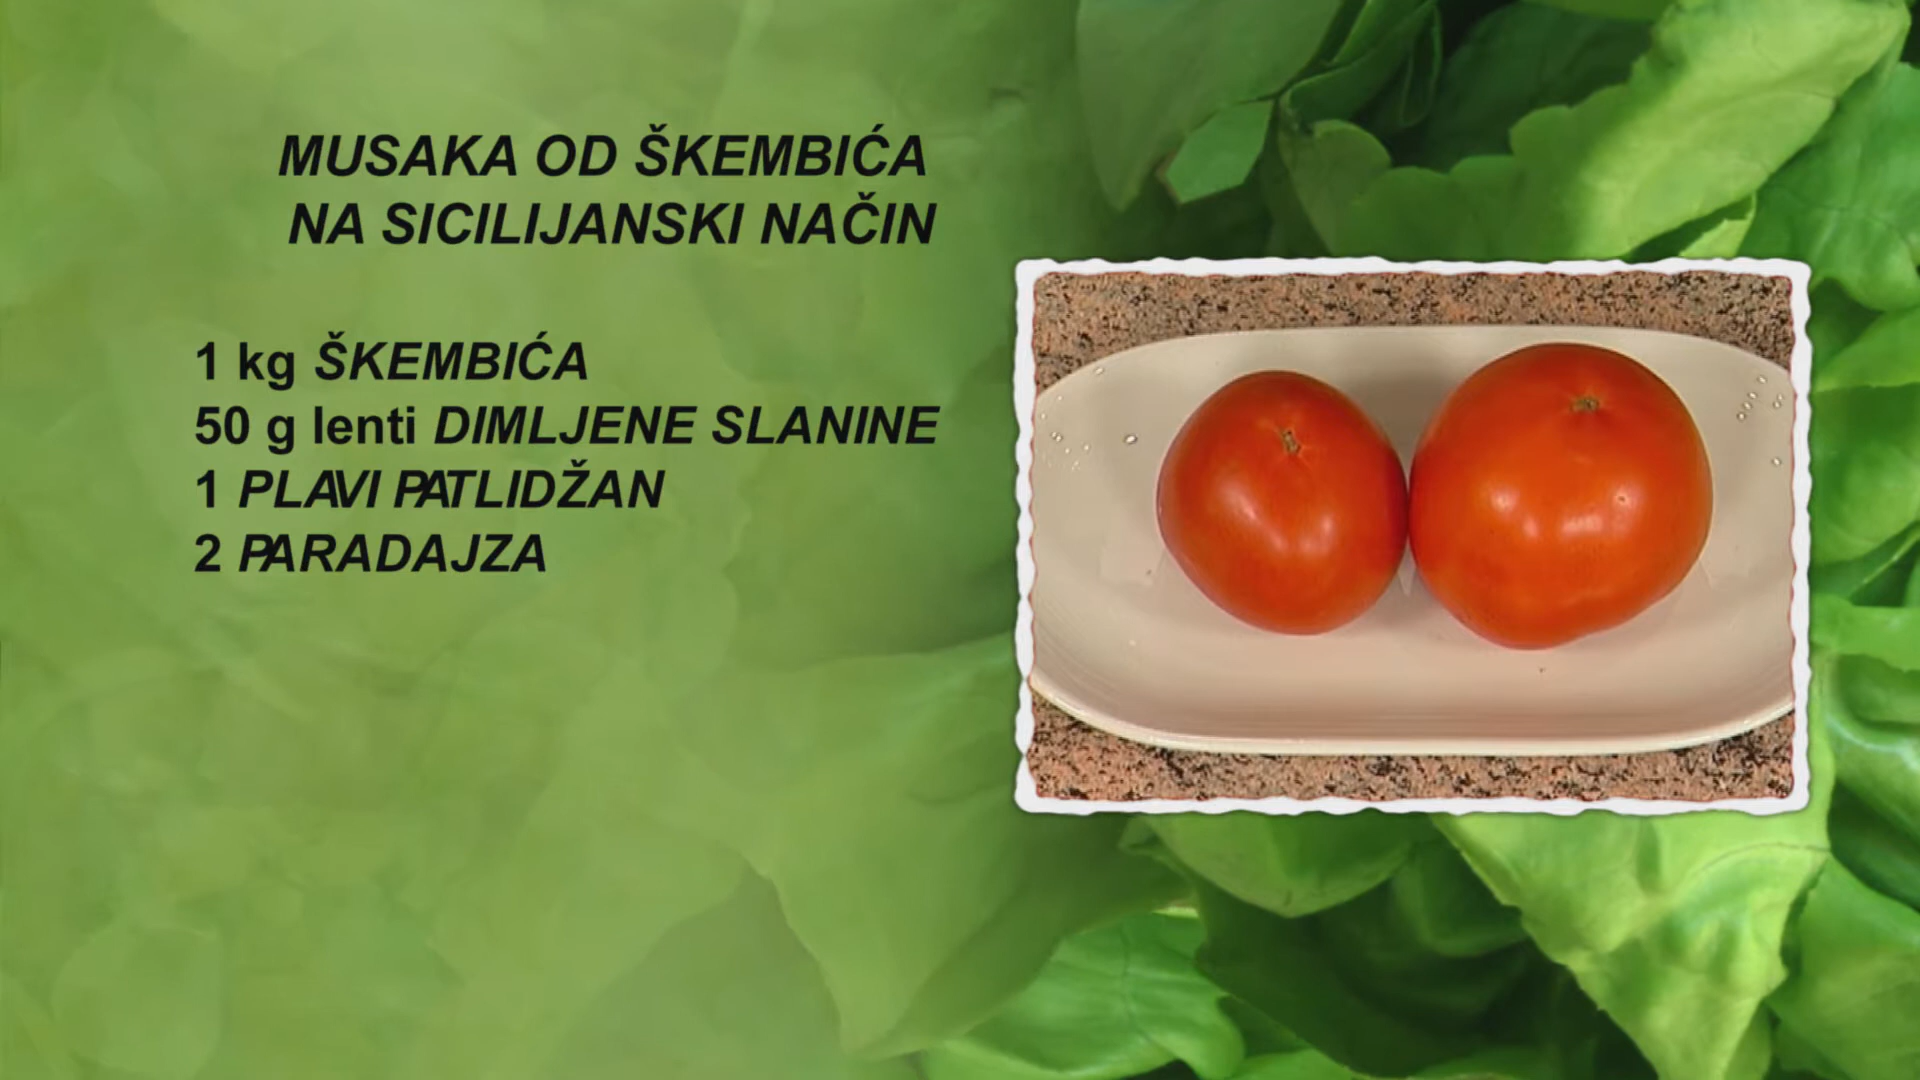 MUSAKA OD ŠKEMBIĆA
NA SICILIJANSKI NAČIN
1 kg ŠKEMBIĆA
50 g lenti DIMLJENE SLANINE
1 PLAVI PATLIDŽAN
2 PARADAJZA